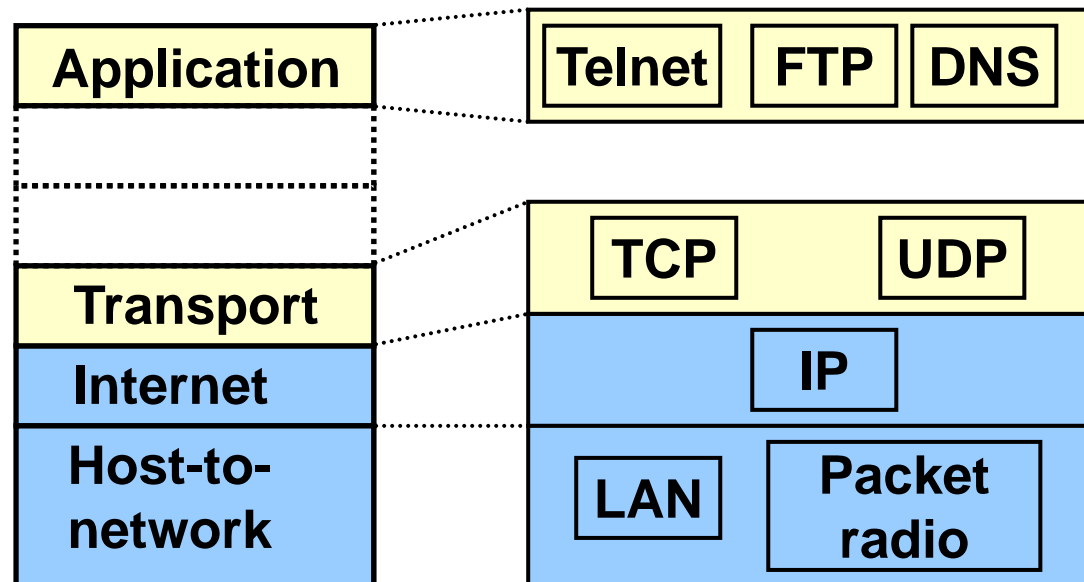 Application
Transport
Internet
Host-to-
network
Telnet
FTP
DNS
TCP
UDP
IP
LAN
Packet
radio